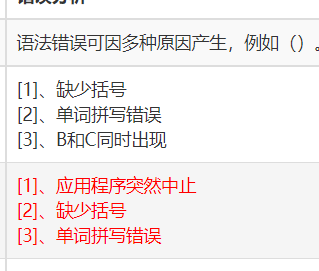 语法错误可因多种原因产生，例如（）。
[1]、缺少括号
[2]、单词拼写错误
[3]、B和C同时出现
[1]、应用程序突然中止
[2]、缺少括号
[3]、单词拼写错误